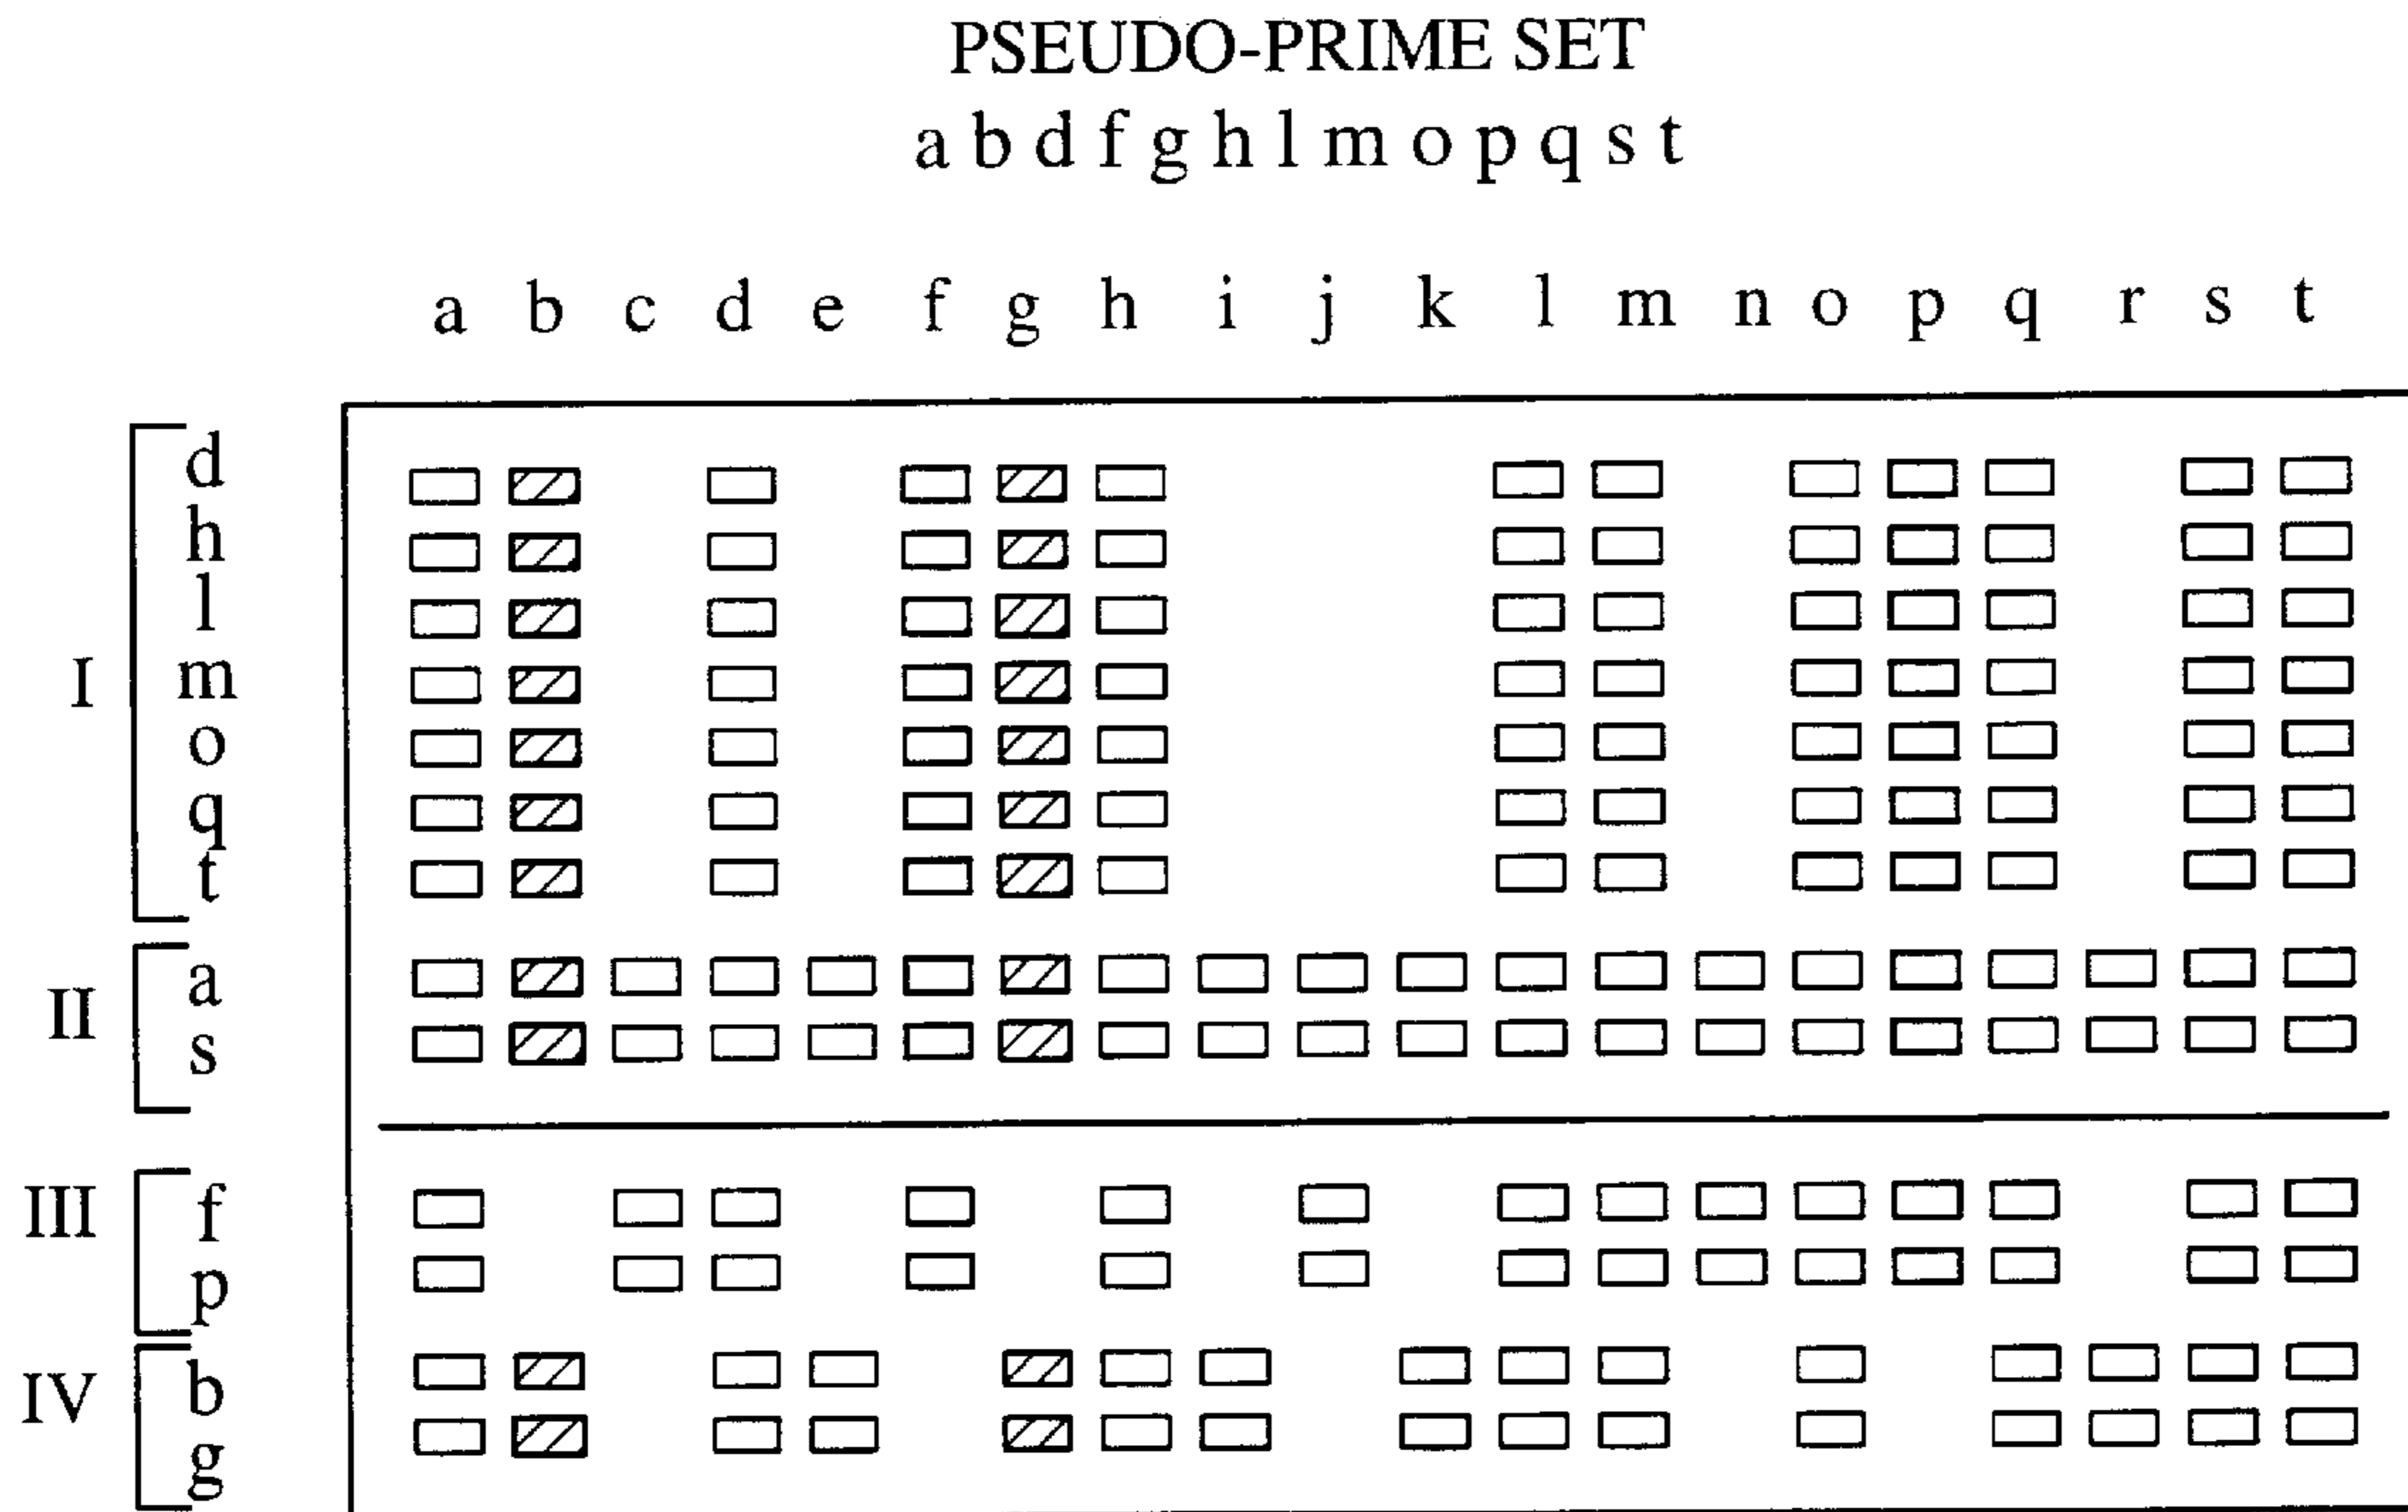 PSEUDO-PRIME SET
a b d f g h l m o p q s t
a b c d e f g h i j k l m n o p q r s t
d
h
l
I m
o
q
t
a
II s
III f
p
IV b
g